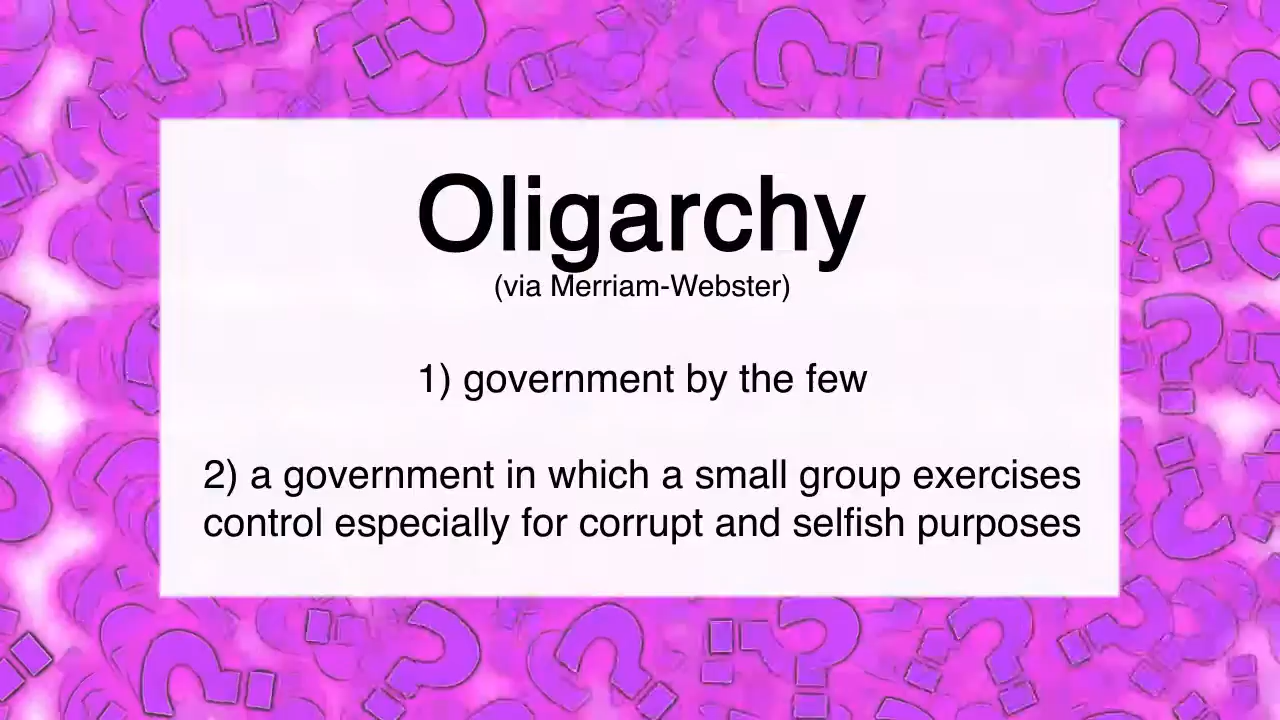 Oligarchy
(via Merriam-Webster)
1) government by the few
2) a government in which a small group exercises
control especially for corrupt and selfish purposes